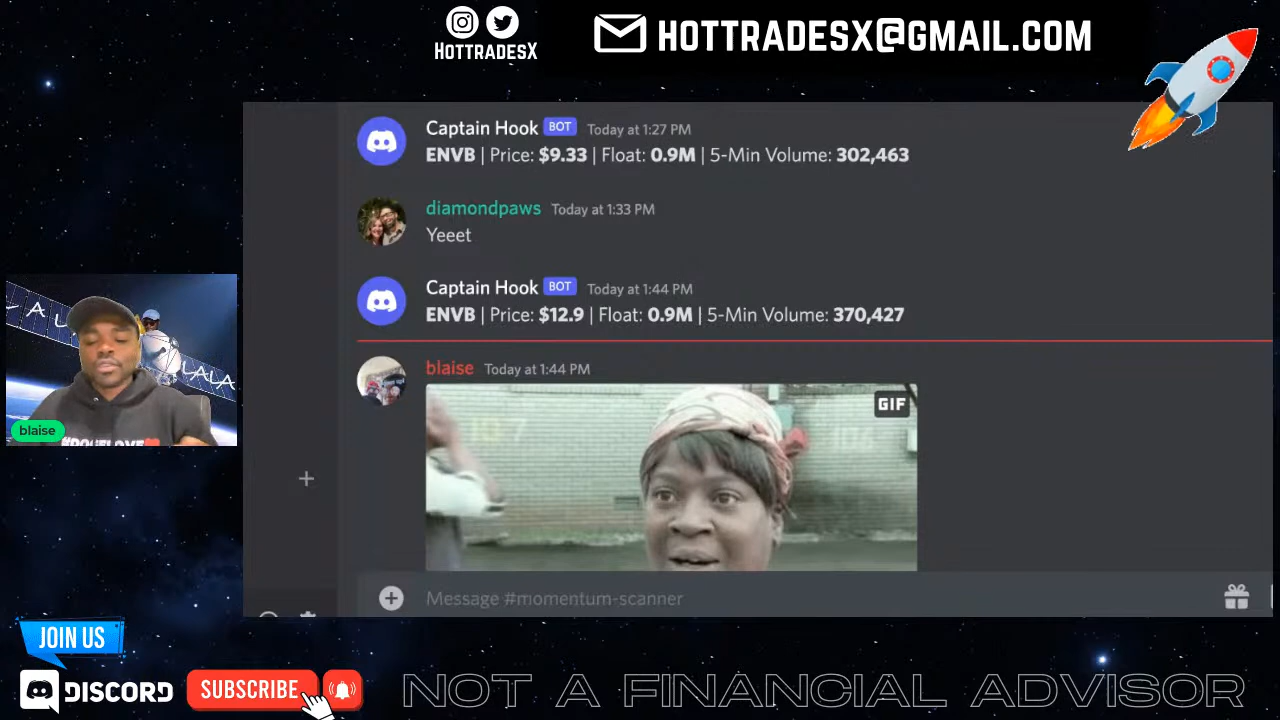 HOTTRADESX
HOTTRADESX@GMAIL.COM
Captain Hook BOT Today at 1:27 PM
ENVB | Price: $9.33 | Float: 0.9M | 5-Min Volume: 302,463
diamondpaws Today at 1:33 PM
Yeeet
Captain Hook BOT Today at 1:44 PM
ENVB | Price: $12.9 | Float: 0.9M | 5-Min Volume: 370,427
blaise Today at 1:44 PM
GIF
blaise
Message #momentum-scanner
JOIN US
DISCORD
SUBSCRIBE
NOT A FINANCIAL ADVISOR